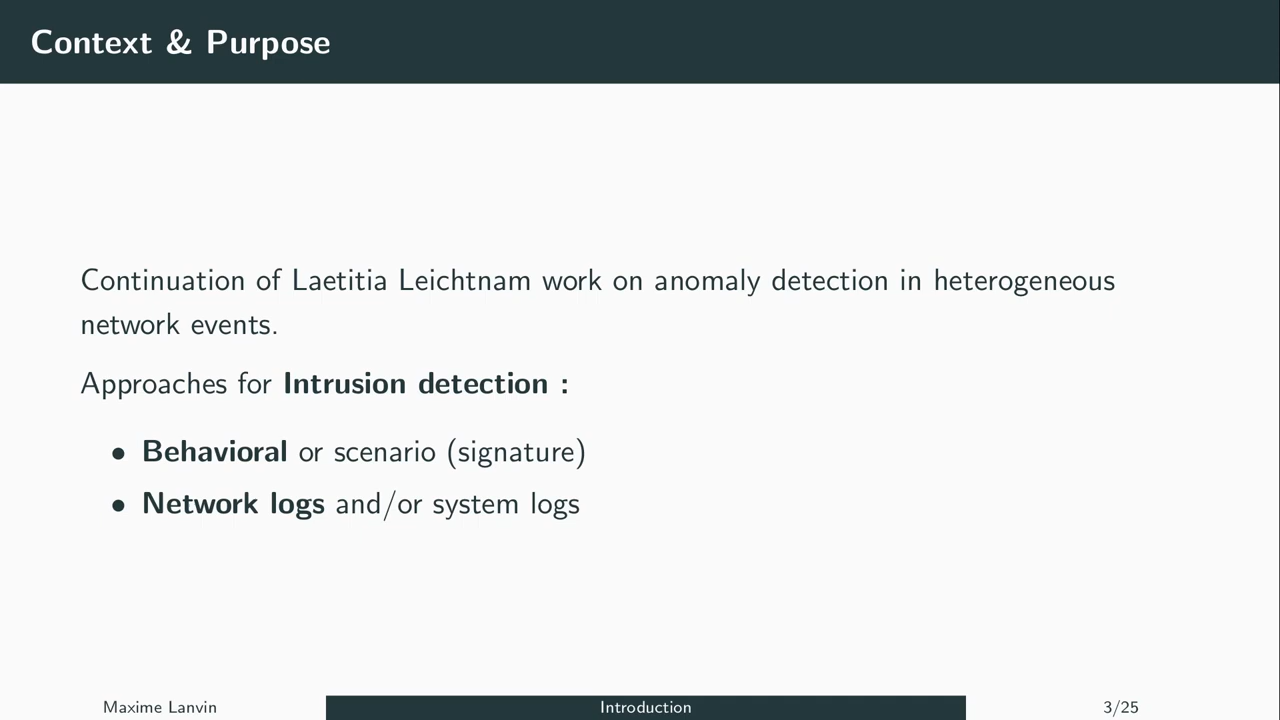 Context & Purpose
Continuation of Laetitia Leichtnam work on anomaly detection in heterogeneous
network events.
Approaches for Intrusion detection :
• Behavioral or scenario (signature)
• Network logs and/or system logs
Maxime Lanvin
Introduction
3/25